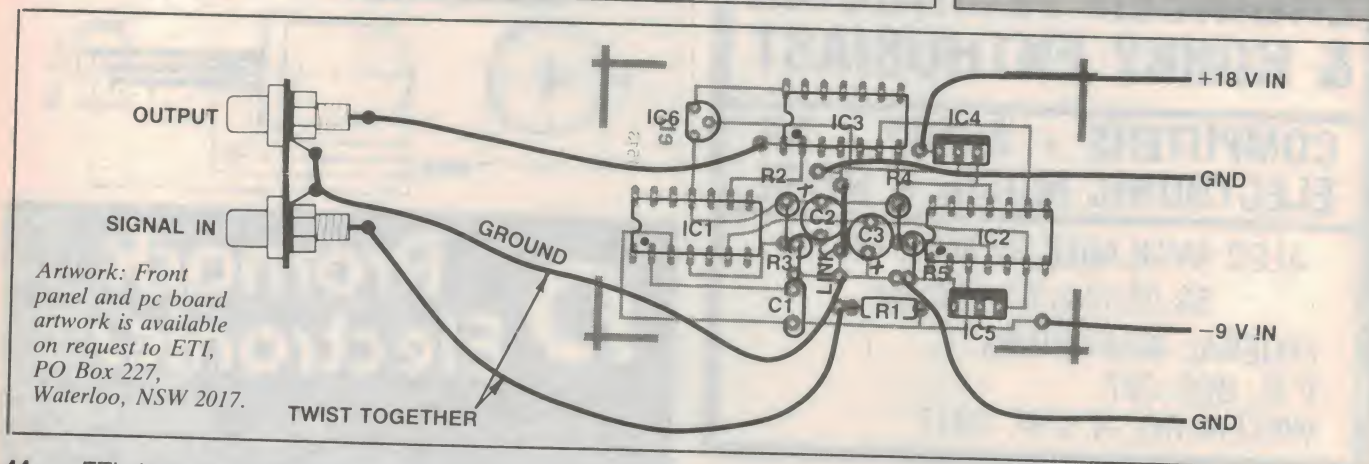 OUTPUT
SIGNAL IN
Artwork: Front
panel and pc board
artwork is available
on request to ETI,
PO Box 227,
Waterloo, NSW 2017.
GROUND
TWIST TOGETHER
IC6
IC3
IC4
R2
R4
IC1
C2
C3
IC2
R3
LINK
R5
C1
R1
IC5
+
+
+18 V IN
GND
−9 V IN
GND